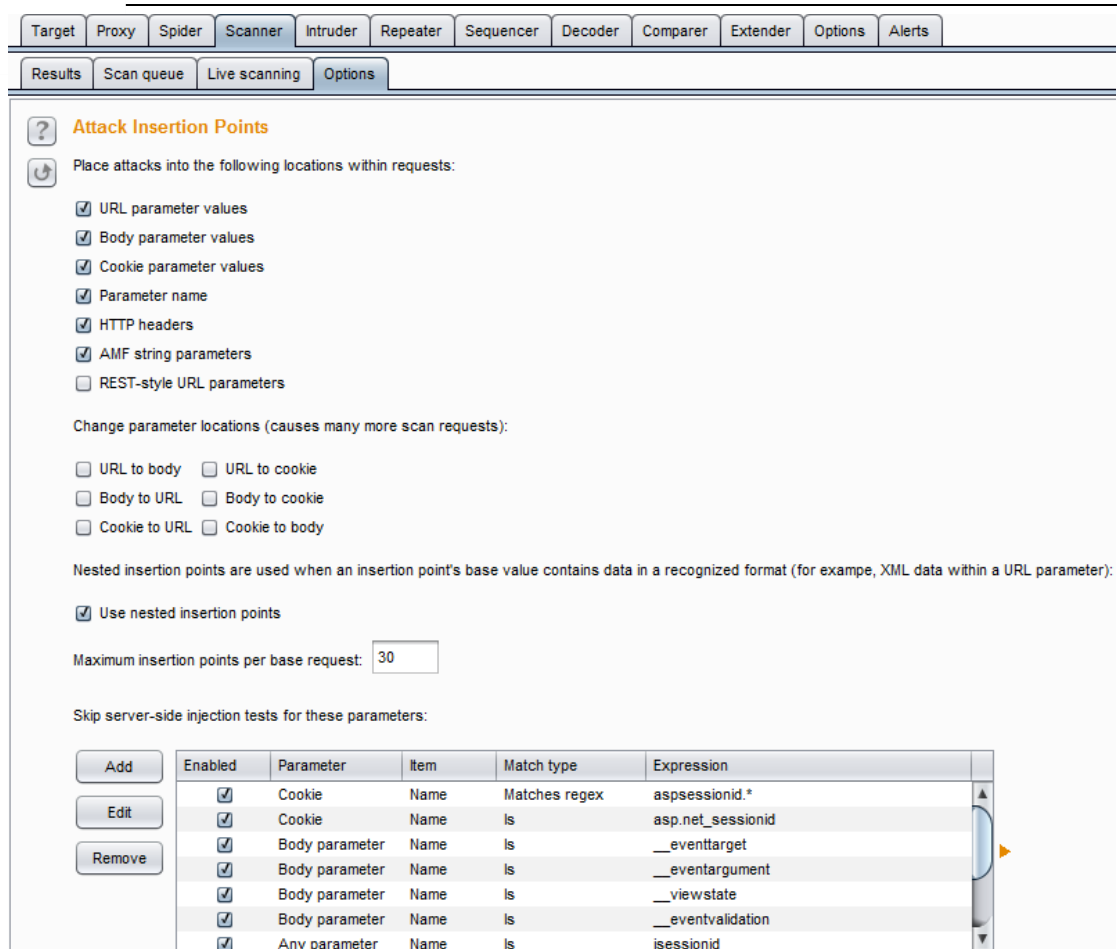 Target Proxy Spider Scanner Intruder Repeater Sequencer Decoder Comparer Extender Options Alerts
Results Scan queue Live scanning Options
? Attack Insertion Points
Place attacks into the following locations within requests:
URL parameter values
Body parameter values
Cookie parameter values
Parameter name
HTTP headers
AMF string parameters
REST-style URL parameters
Change parameter locations (causes many more scan requests):
URL to body URL to cookie
Body to URL Body to cookie
Cookie to URL Cookie to body
Nested insertion points are used when an insertion point's base value contains data in a recognized format (for exampe, XML data within a URL parameter):
Use nested insertion points
Maximum insertion points per base request: 30
Skip server-side injection tests for these parameters:
Add
Edit
Remove
Enabled Parameter Item Match type Expression
Cookie Name Matches regex aspsessionid.*
Cookie Name Is asp.net_sessionid
Body parameter Name Is __eventtarget
Body parameter Name Is __eventargument
Body parameter Name Is __viewstate
Body parameter Name Is __eventvalidation
Any parameter Name Is jsessionid